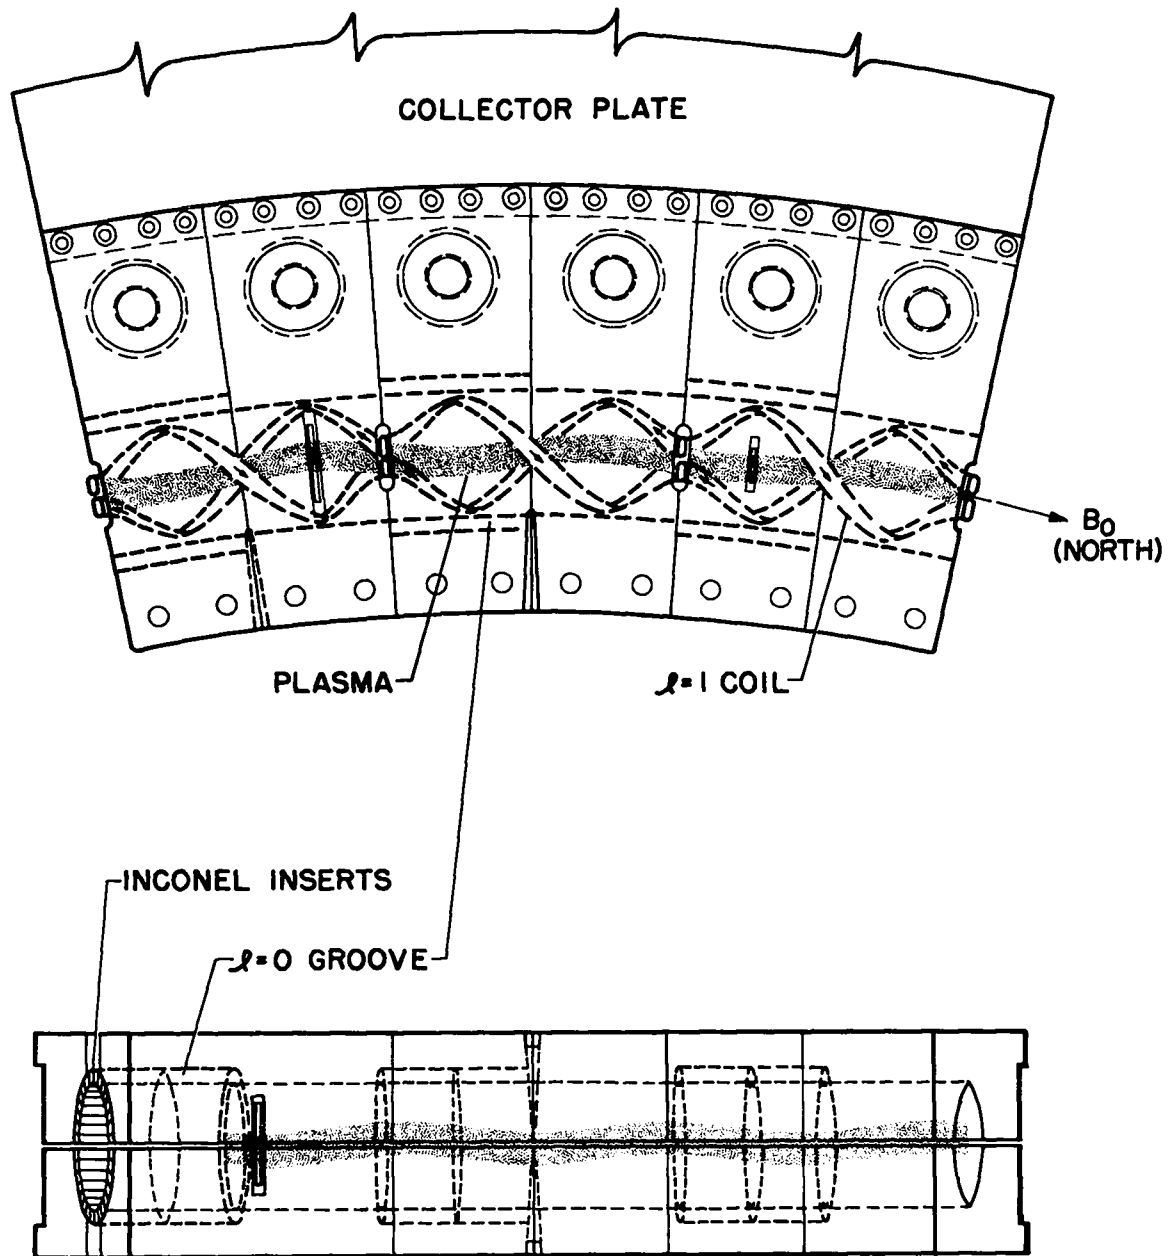 COLLECTOR PLATE
B0
(NORTH)
PLASMA
ℓ=1 COIL
INCONEL INSERTS
ℓ=0 GROOVE